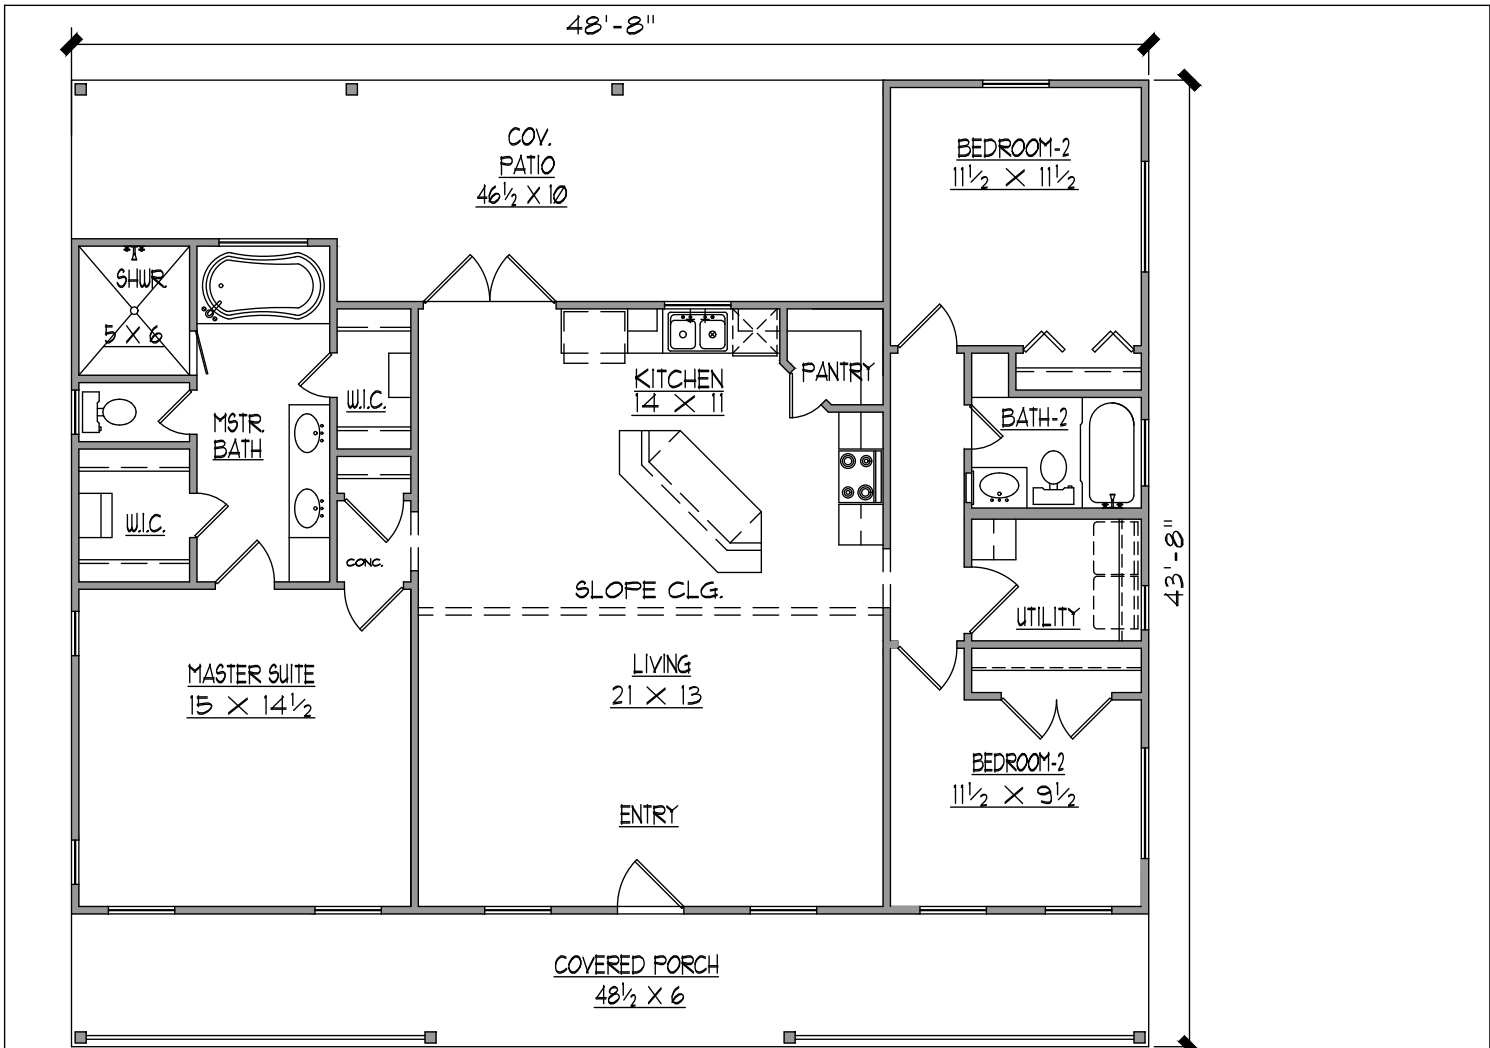 48'-8"
COV.
PATIO
46½ X 10
BEDROOM-2
11½ X 11½
SHWR
5 X 6
MSTR.
BATH
W.I.C.
KITCHEN
14 X 11
PANTRY
BATH-2
W.I.C.
CONC.
SLOPE CLG.
UTILITY
43'-8"
MASTER SUITE
15 X 14½
LIVING
21 X 13
BEDROOM-2
11½ X 9½
ENTRY
COVERED PORCH
48½ X 6